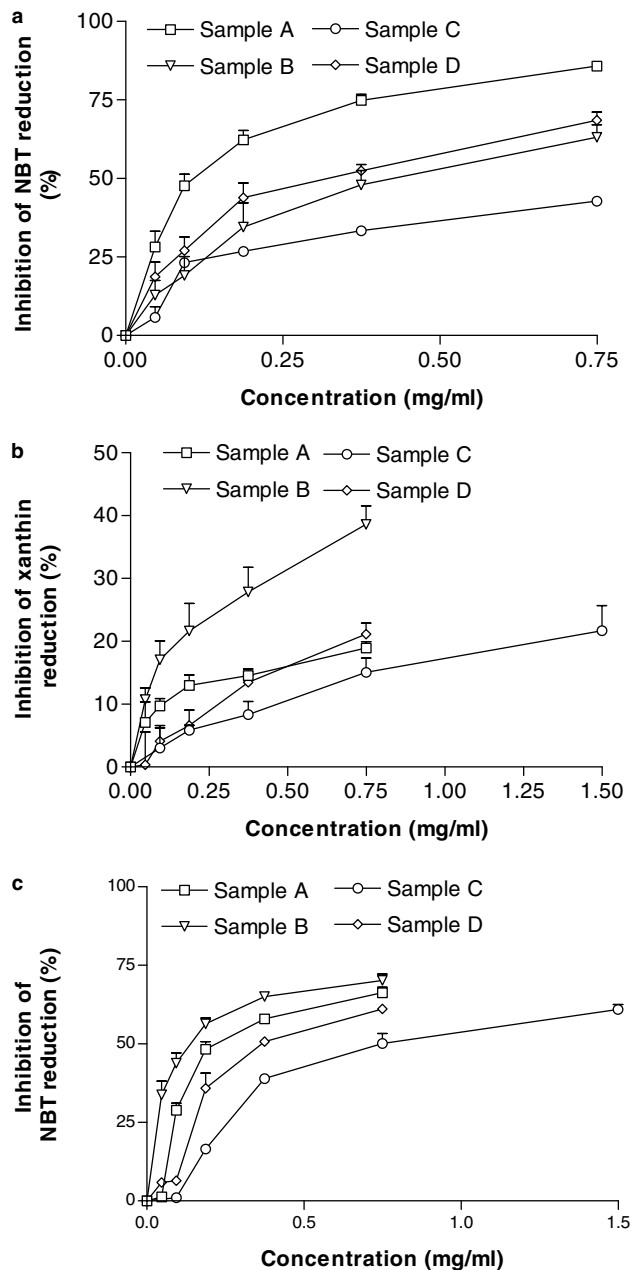 a
Sample A
Sample C
Sample B
Sample D
100
75
50
25
0
Inhibition of NBT reduction
(%)
0.00
0.25
0.50
0.75
Concentration (mg/ml)
b
Sample A
Sample C
Sample B
Sample D
50
40
30
20
10
0
Inhibition of xanthin
reduction (%)
0.00
0.25
0.50
0.75
1.00
1.25
1.50
Concentration (mg/ml)
c
Sample A
Sample C
Sample B
Sample D
100
75
50
25
0
Inhibition of
NBT reduction (%)
0.0
0.5
1.0
1.5
Concentration (mg/ml)